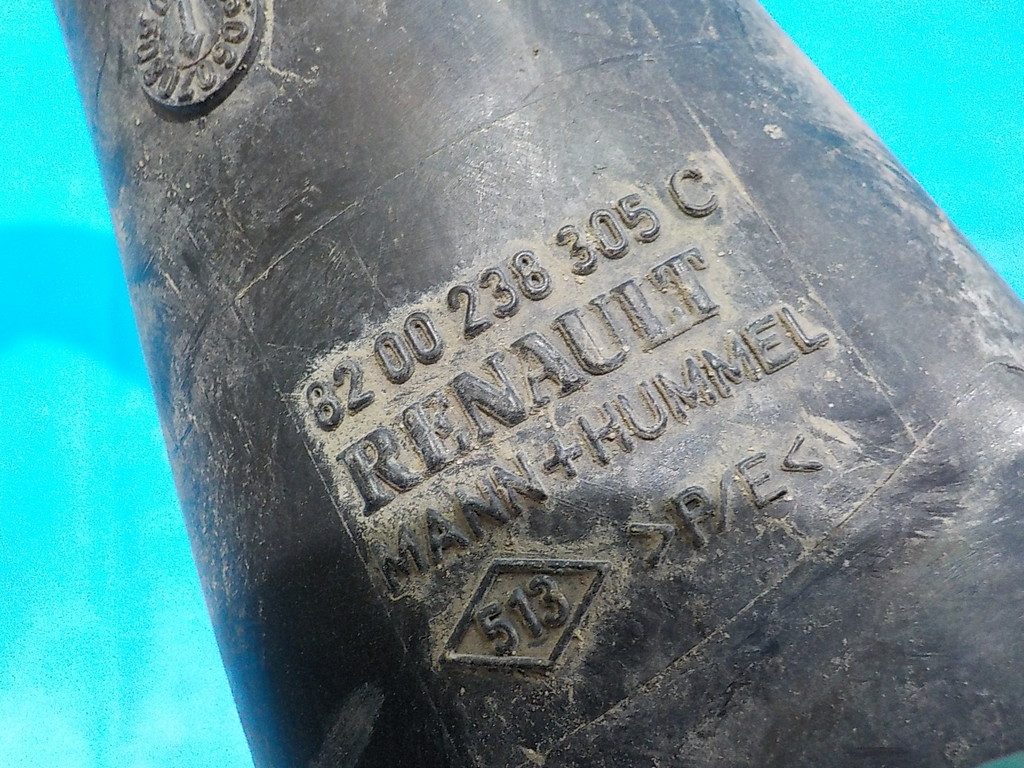 82 00 238 305 C
RENAULT
MANN+HUMMEL
>P/E<
513